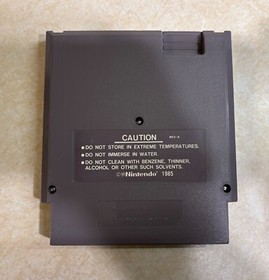 CAUTION
• DO NOT STORE IN EXTREME TEMPERATURES.
• DO NOT IMMERSE IN WATER.
• DO NOT CLEAN WITH BENZENE, THINNER,
ALCOHOL OR OTHER SUCH SOLVENTS.
Nintendo® 1985